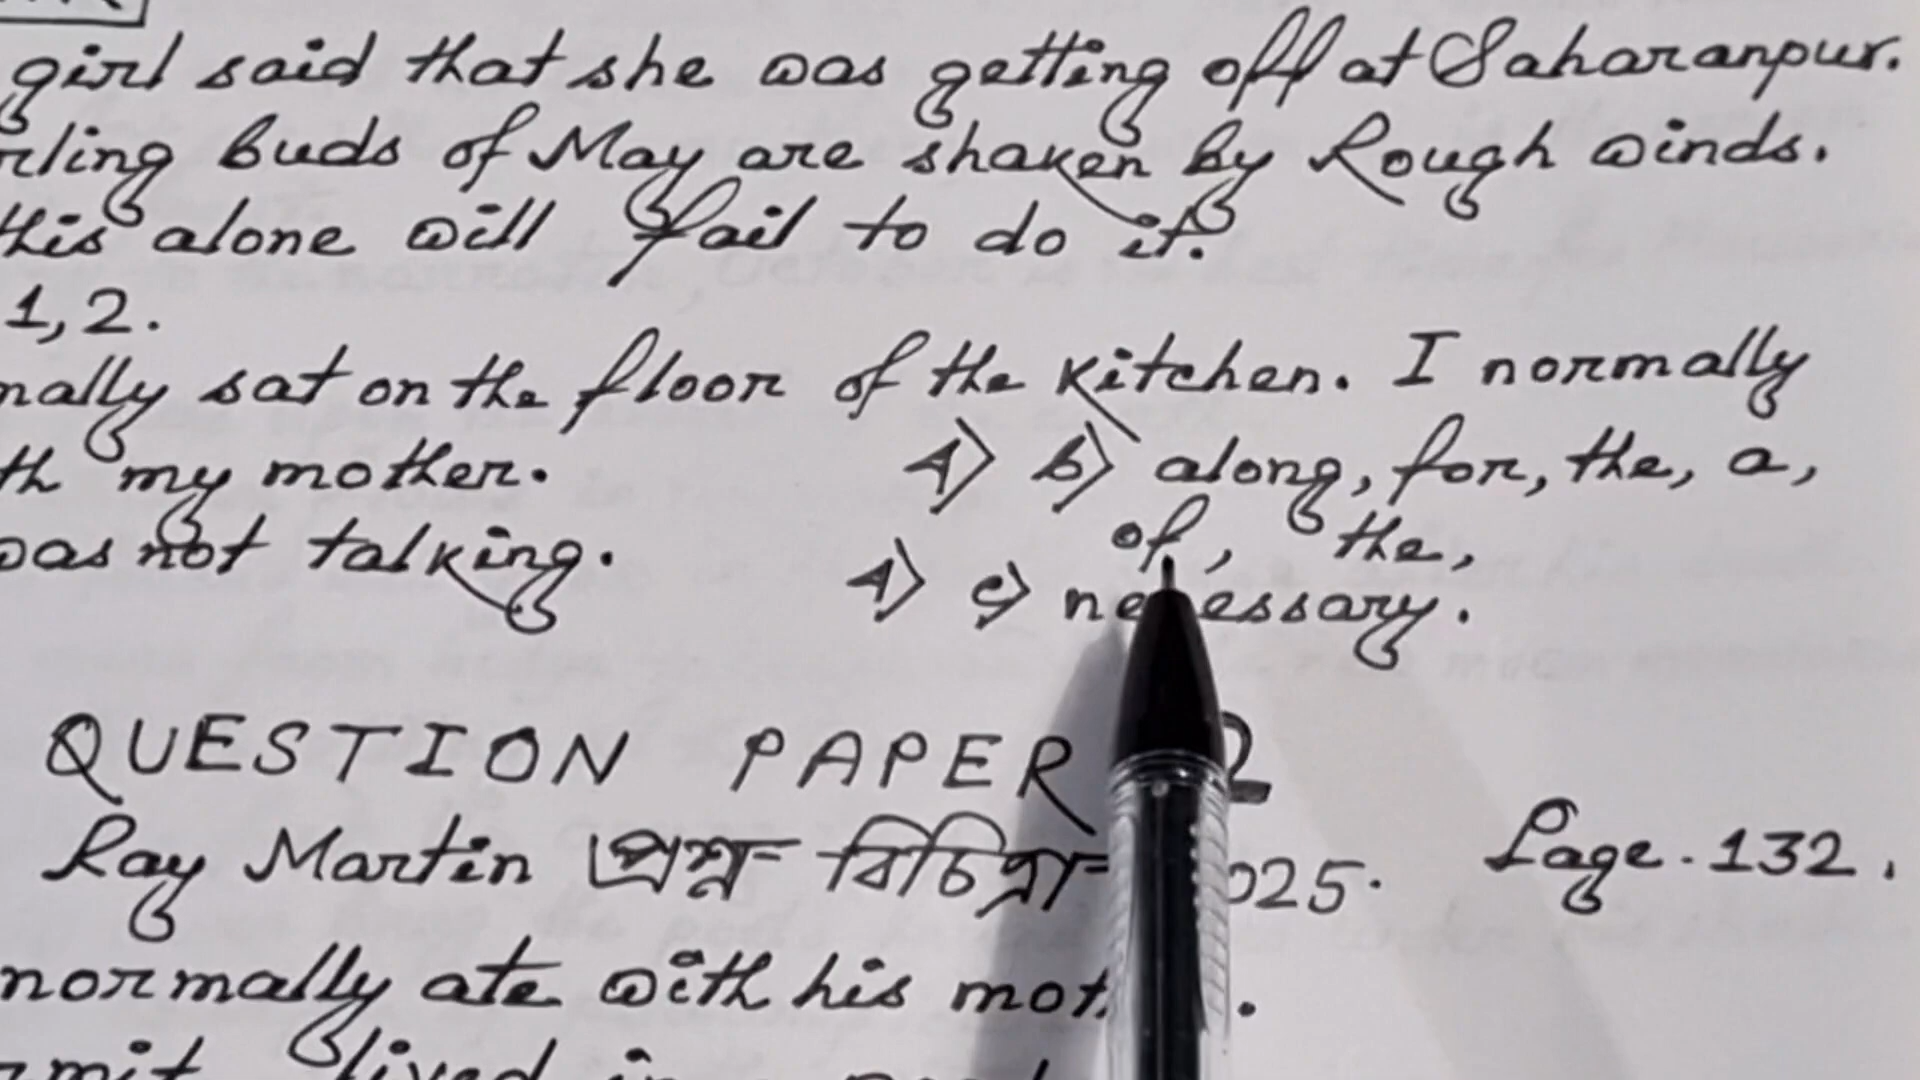 girl said that she was getting off at Saharanpur.
rling buds of May are shaken by Rough winds.
this alone will fail to do it.
1, 2.
nally sat on the floor of the kitchen. I normally
th my mother. A) b) along, for, the, a,
of, the,
was not talking. A) c) necessary.
QUESTION PAPER 2
Ray Martin প্রশ্ন বিচিত্রা 2025. Page. 132.
normally ate with his
lived in